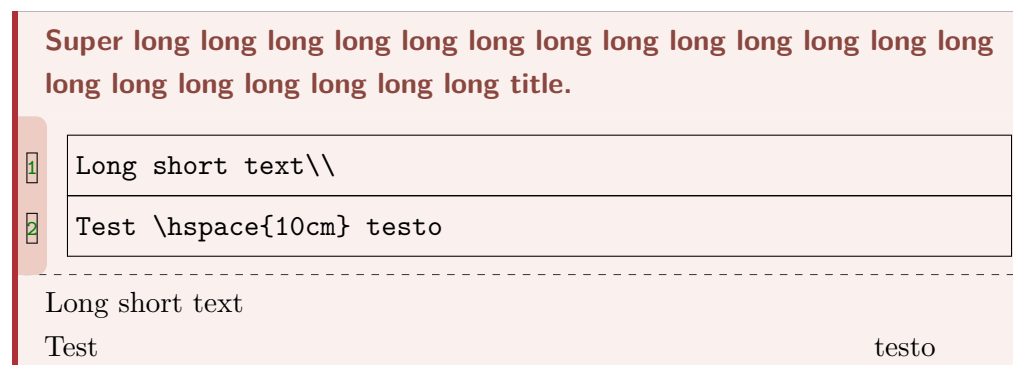 Super long long long long long long long long long long long long long
long long long long long long long title.
1 Long short text\\
2 Test \hspace{10cm} testo
Long short text
Test testo